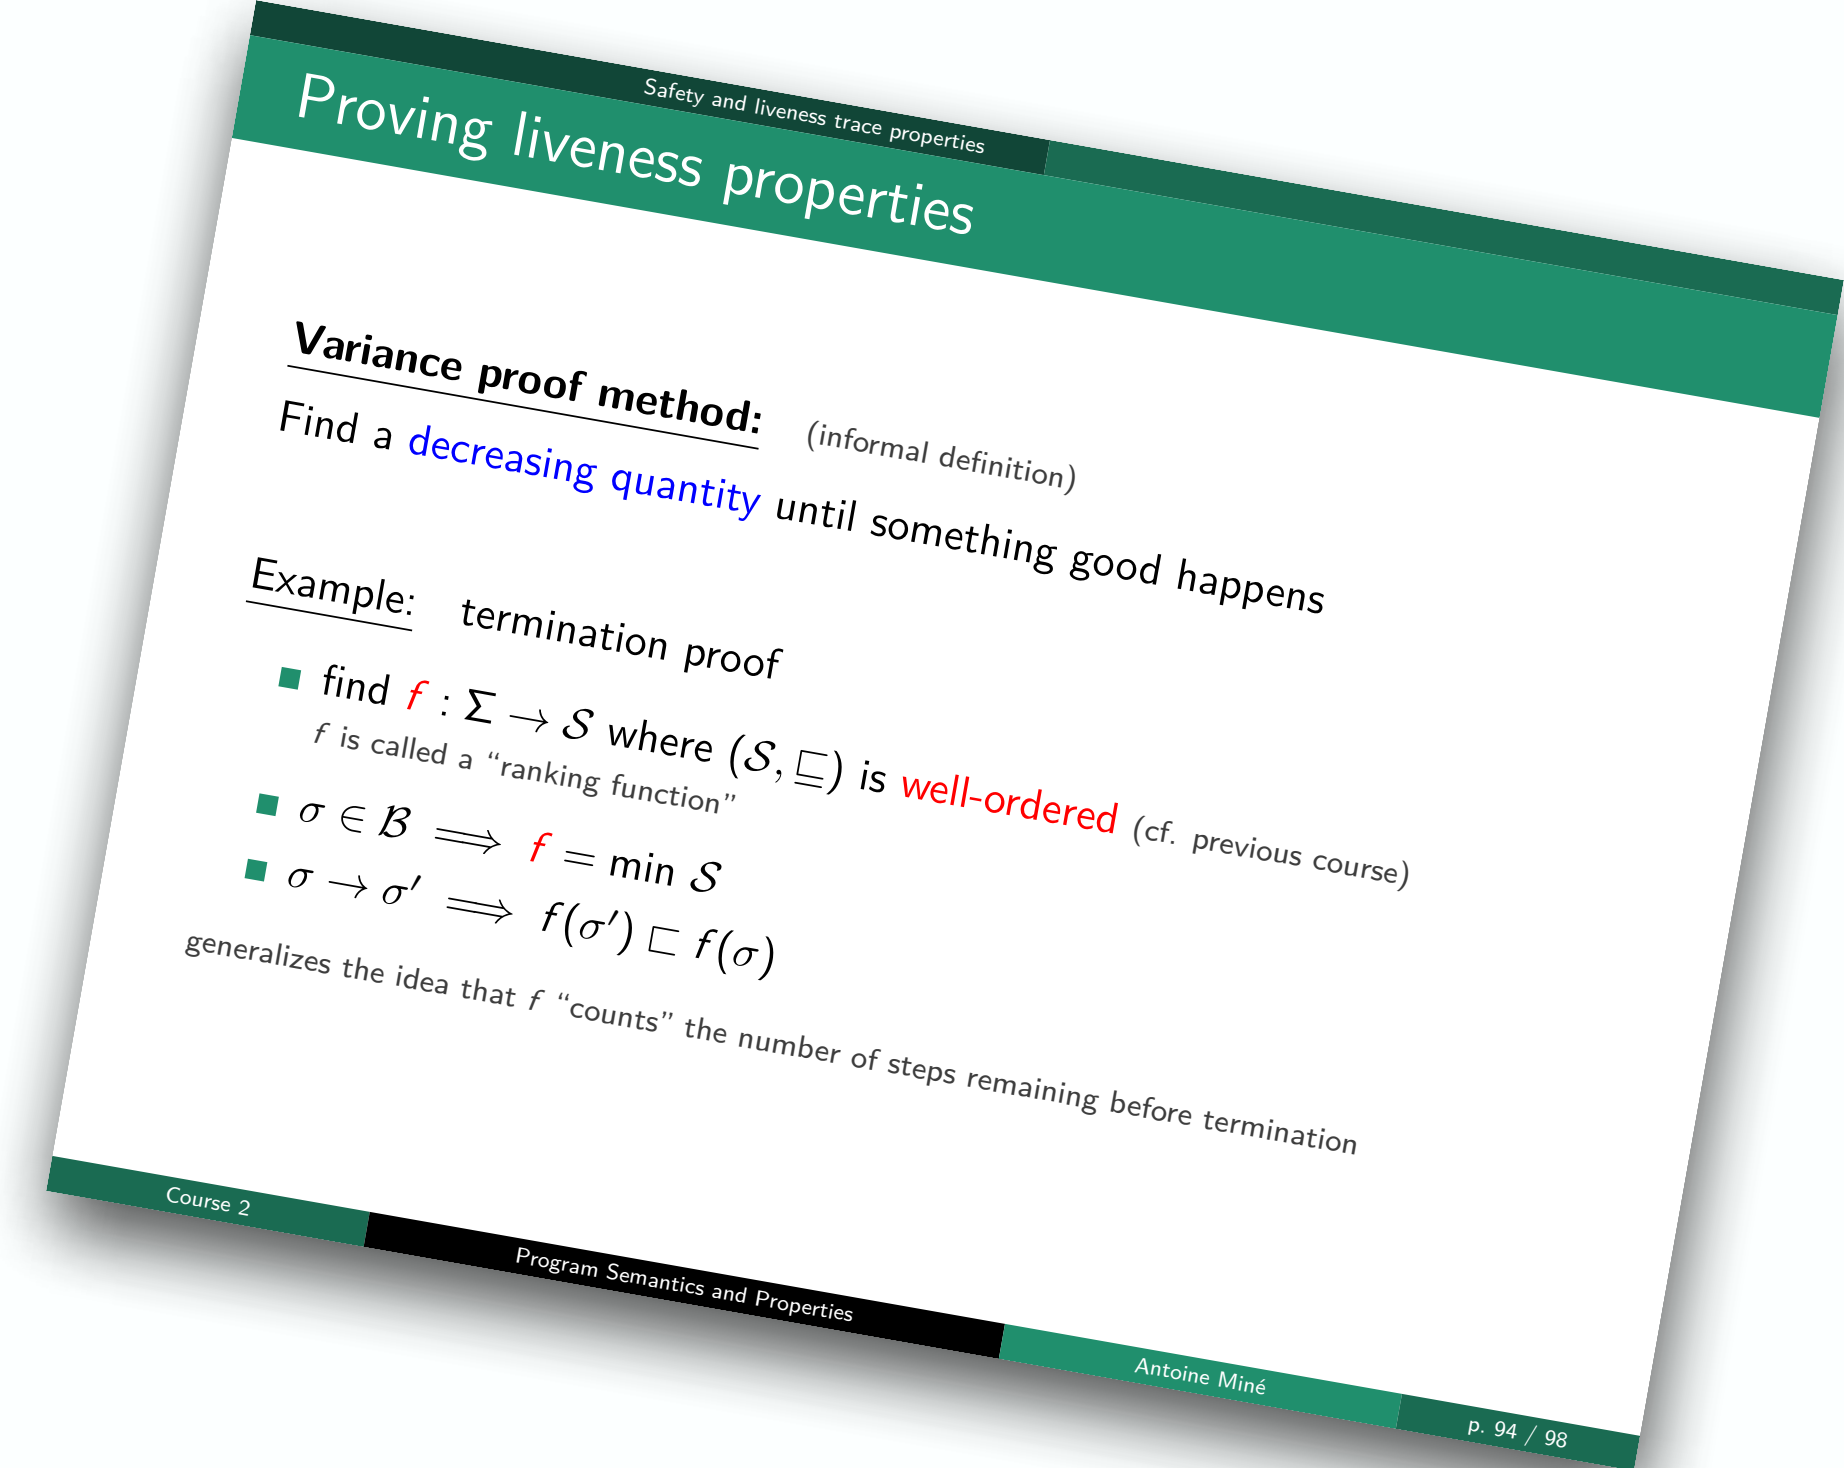 Safety and liveness trace properties
Proving liveness properties
Variance proof method: (informal definition)
Find a decreasing quantity until something good happens
Example: termination proof
find f : Σ → 𝒮 where (𝒮, ⊑) is well-ordered (cf. previous course)
f is called a “ranking function”
σ ∈ ℬ ⟹ f = min 𝒮
σ → σ′ ⟹ f(σ′) ⊏ f(σ)
generalizes the idea that f “counts” the number of steps remaining before termination
Course 2
Program Semantics and Properties
Antoine Miné
p. 94 / 98